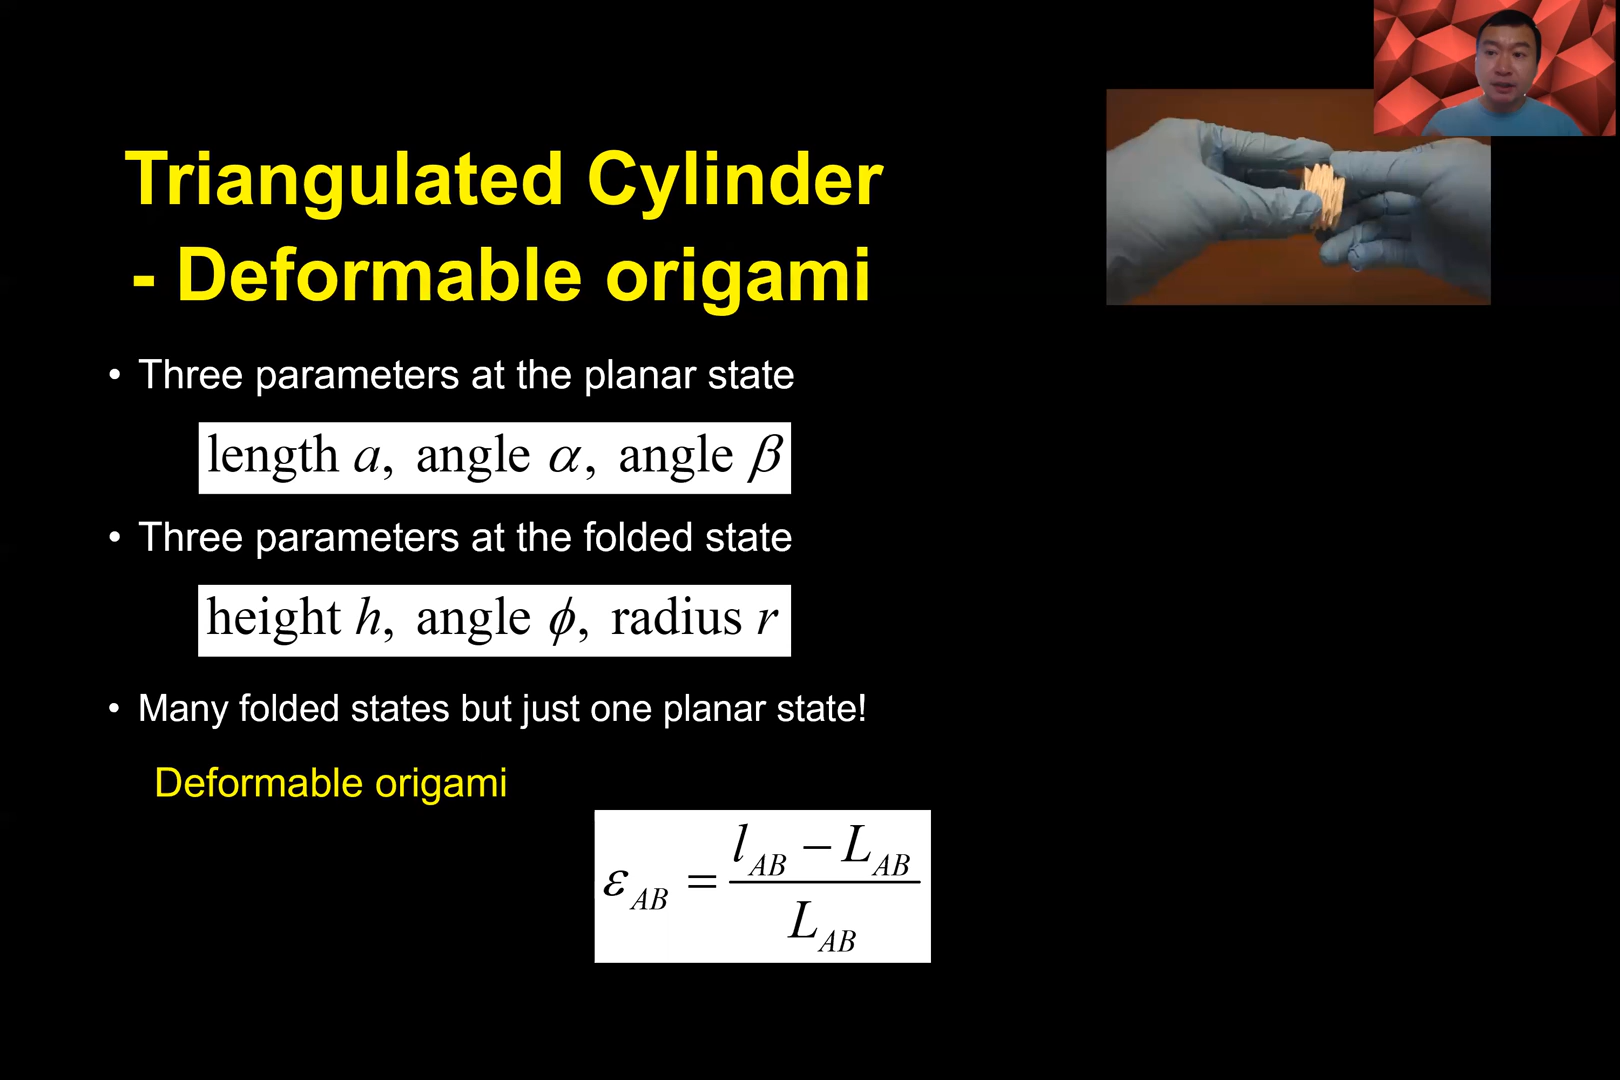 Triangulated Cylinder
- Deformable origami
• Three parameters at the planar state
length a, angle α, angle β
• Three parameters at the folded state
height h, angle ϕ, radius r
• Many folded states but just one planar state!
Deformable origami
ε_AB = (l_AB − L_AB) / L_AB